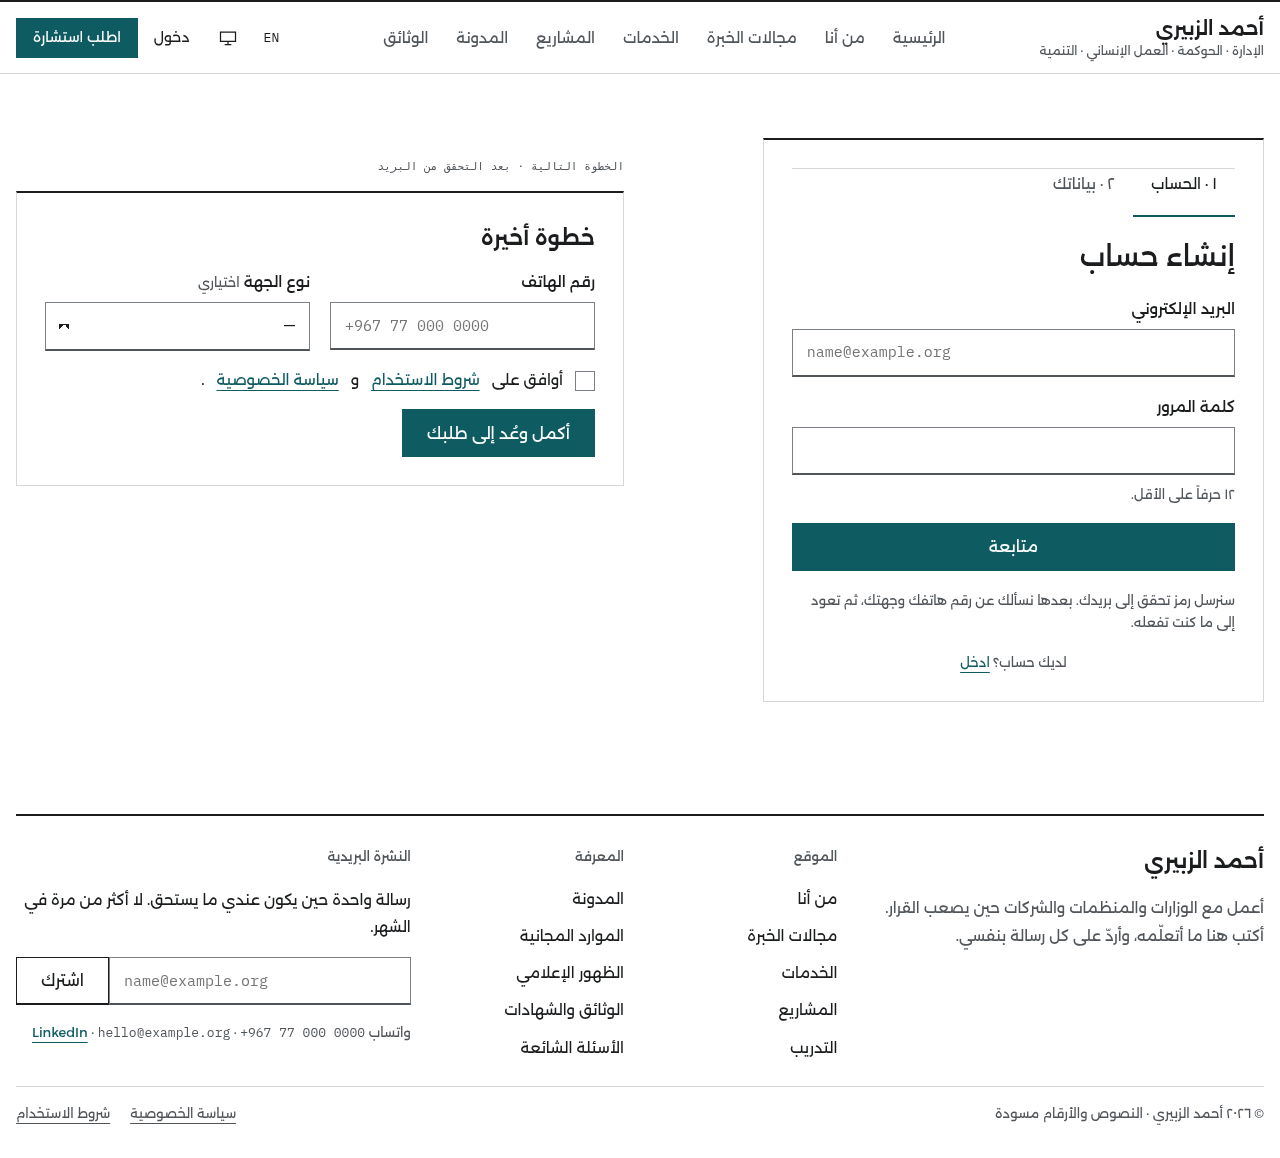 أحمد الزبيري
الإدارة · الحوكمة · العمل الإنساني · التنمية
الرئيسية
من أنا
مجالات الخبرة
الخدمات
المشاريع
المدونة
الوثائق
EN
دخول
اطلب استشارة
١ · الحساب
٢ · بياناتك
إنشاء حساب
البريد الإلكتروني
name@example.org
كلمة المرور
١٢ حرفاً على الأقل.
متابعة
سنرسل رمز تحقق إلى بريدك. بعدها نسألك عن رقم هاتفك وجهتك، ثم تعود
إلى ما كنت تفعله.
لديك حساب؟ ادخل
الخطوة التالية · بعد التحقق من البريد
خطوة أخيرة
رقم الهاتف
+967 77 000 0000
نوع الجهة اختياري
—
أوافق على شروط الاستخدام و سياسة الخصوصية .
أكمل وعُد إلى طلبك
أحمد الزبيري
أعمل مع الوزارات والمنظمات والشركات حين يصعب القرار.
أكتب هنا ما أتعلّمه، وأردّ على كل رسالة بنفسي.
الموقع
من أنا
مجالات الخبرة
الخدمات
المشاريع
التدريب
المعرفة
المدونة
الموارد المجانية
الظهور الإعلامي
الوثائق والشهادات
الأسئلة الشائعة
النشرة البريدية
رسالة واحدة حين يكون عندي ما يستحق. لا أكثر من مرة في
الشهر.
name@example.org
اشترك
واتساب +967 77 000 0000 · hello@example.org · LinkedIn
© ٢٠٢٦ أحمد الزبيري · النصوص والأرقام مسودة
سياسة الخصوصية
شروط الاستخدام